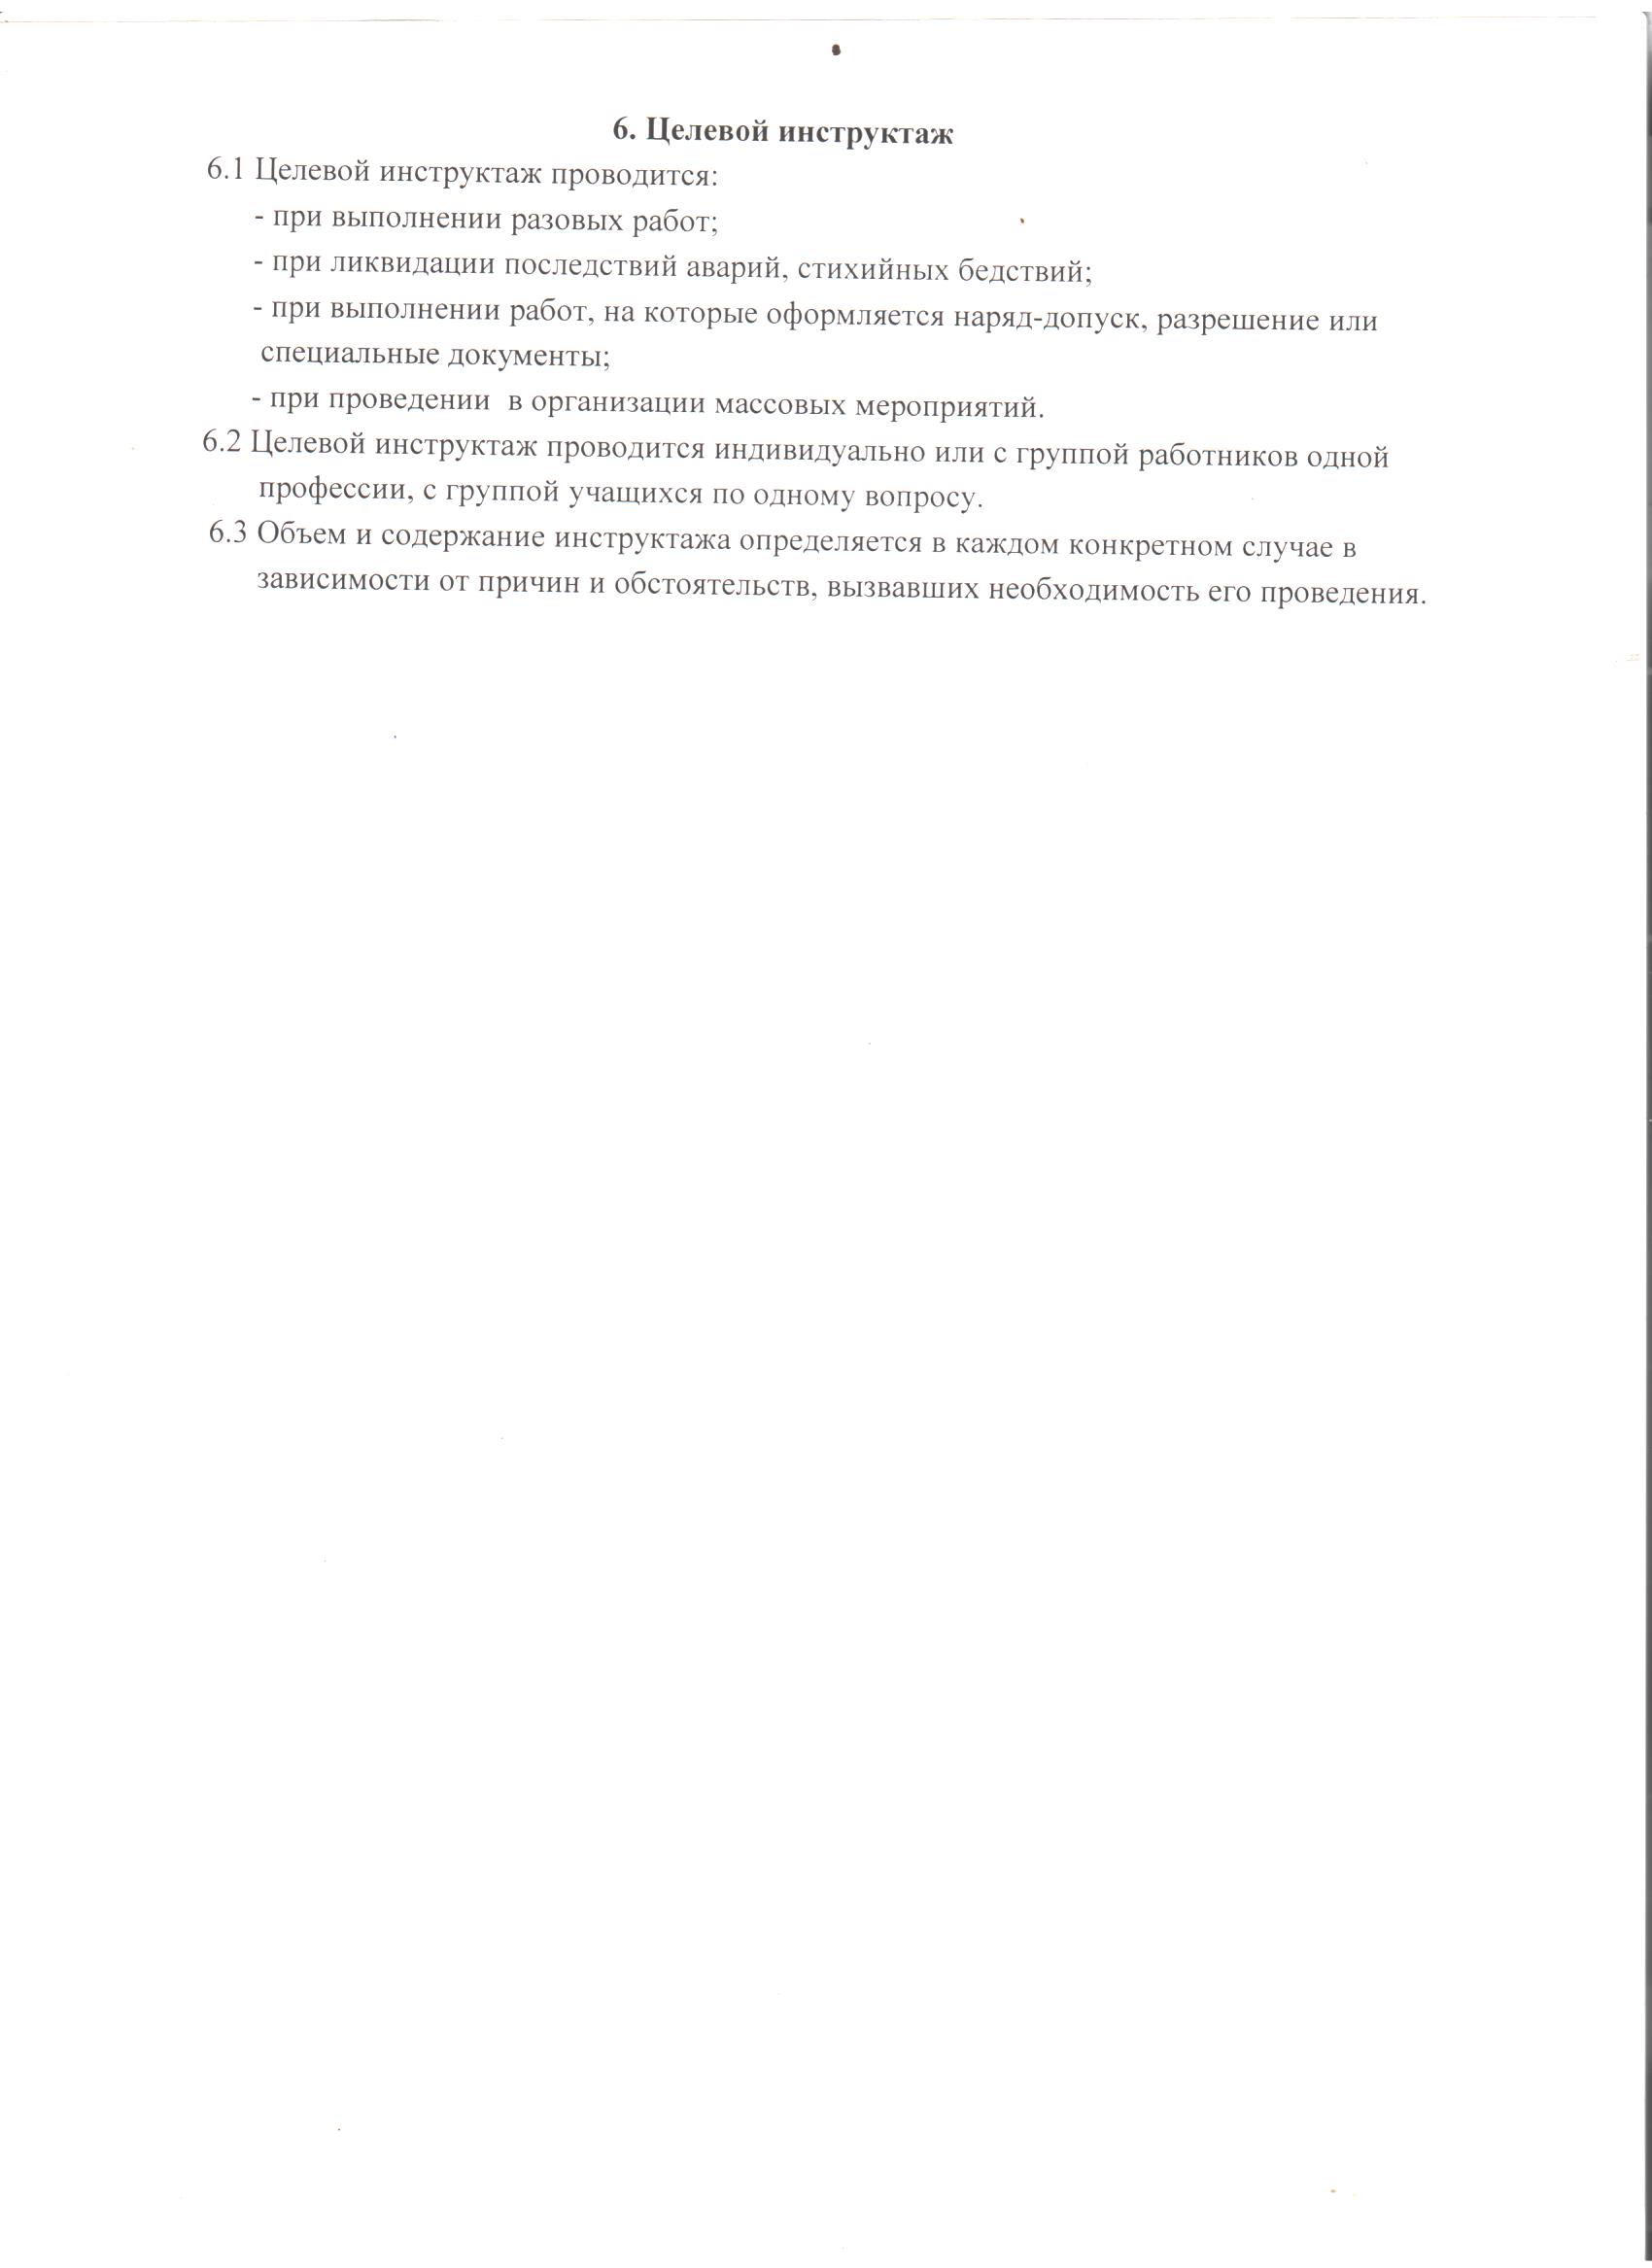 6. Целевой инструктаж
6.1 Целевой инструктаж проводится:
- при выполнении разовых работ;
- при ликвидации последствий аварий, стихийных бедствий;
- при выполнении работ, на которые оформляется наряд-допуск, разрешение или
специальные документы;
- при проведении  в организации массовых мероприятий.
6.2 Целевой инструктаж проводится индивидуально или с группой работников одной
профессии, с группой учащихся по одному вопросу.
6.3 Объем и содержание инструктажа определяется в каждом конкретном случае в
зависимости от причин и обстоятельств, вызвавших необходимость его проведения.